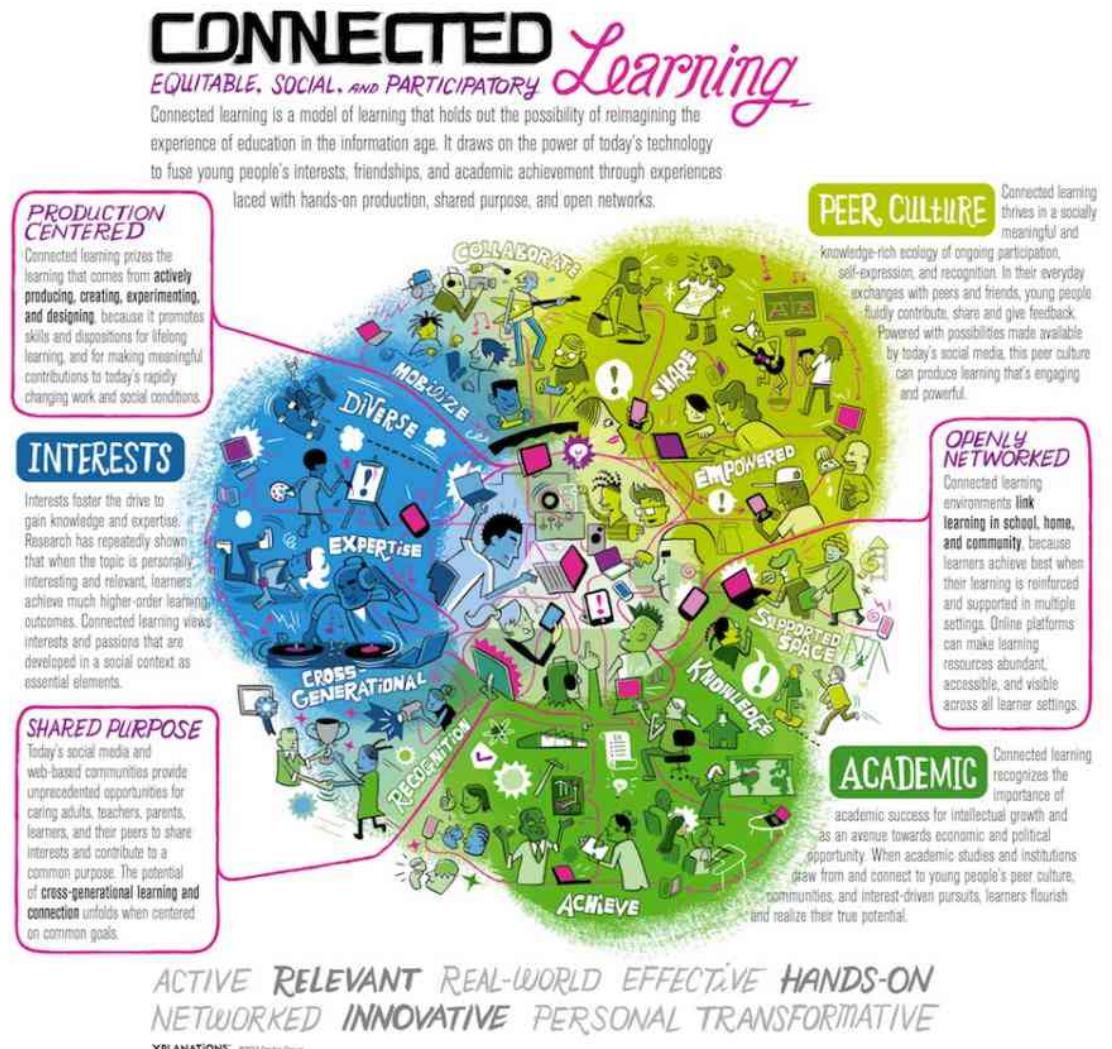 CONNECTED Learning
EQUITABLE, SOCIAL, AND PARTICIPATORY
Connected learning is a model of learning that holds out the possibility of reimagining the
experience of education in the information age. It draws on the power of today's technology
to fuse young people's interests, friendships, and academic achievement through experiences
laced with hands-on production, shared purpose, and open networks.
PRODUCTION
CENTERED
Connected learning prizes the
learning that comes from actively
producing, creating, experimenting,
and designing, because it promotes
skills and dispositions for lifelong
learning, and for making meaningful
contributions to today's rapidly
changing work and social conditions.
INTERESTS
Interests foster the drive to
gain knowledge and expertise.
Research has repeatedly shown
that when the topic is personally
interesting and relevant, learners
achieve much higher-order learning
outcomes. Connected learning views
interests and passions that are
developed in a social context as
essential elements.
SHARED PURPOSE
Today's social media and
web-based communities provide
unprecedented opportunities for
caring adults, teachers, parents,
learners, and their peers to share
interests and contribute to a
common purpose. The potential
of cross-generational learning and
connection unfolds when centered
on common goals.
COLLABORATE
MOBILIZE
DIVERSE
EXPERTISE
CROSS-
GENERATIONAL
RECOGNITION
SHARE
EMPOWERED
SUPPORTED
SPACE
KNOWLEDGE
ACHIEVE
PEER CULTURE
Connected learning
thrives in a socially
meaningful and
knowledge-rich ecology of ongoing participation,
self-expression, and recognition. In their everyday
exchanges with peers and friends, young people
fluidly contribute, share and give feedback.
Powered with possibilities made available
by today's social media, this peer culture
can produce learning that's engaging
and powerful.
OPENLY
NETWORKED
Connected learning
environments link
learning in school, home,
and community, because
learners achieve best when
their learning is reinforced
and supported in multiple
settings. Online platforms
can make learning
resources abundant,
accessible, and visible
across all learner settings.
ACADEMIC
Connected learning
recognizes the
importance of
academic success for intellectual growth and
as an avenue towards economic and political
opportunity. When academic studies and institutions
draw from and connect to young people's peer culture,
communities, and interest-driven pursuits, learners flourish
and realize their true potential.
ACTIVE RELEVANT REAL-WORLD EFFECTIVE HANDS-ON
NETWORKED INNOVATIVE PERSONAL TRANSFORMATIVE
XPLANATIONS